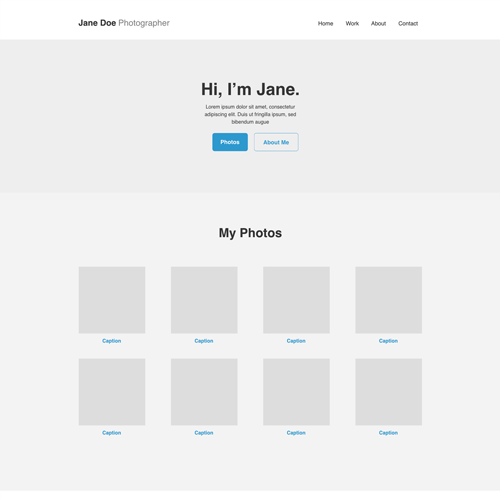 Jane Doe Photographer
Home Work About Contact
Hi, I’m Jane.
Lorem ipsum dolor sit amet, consectetur
adipiscing elit. Duis ut fringilla ipsum, sed
bibendum augue
Photos About Me
My Photos
Caption Caption Caption Caption
Caption Caption Caption Caption